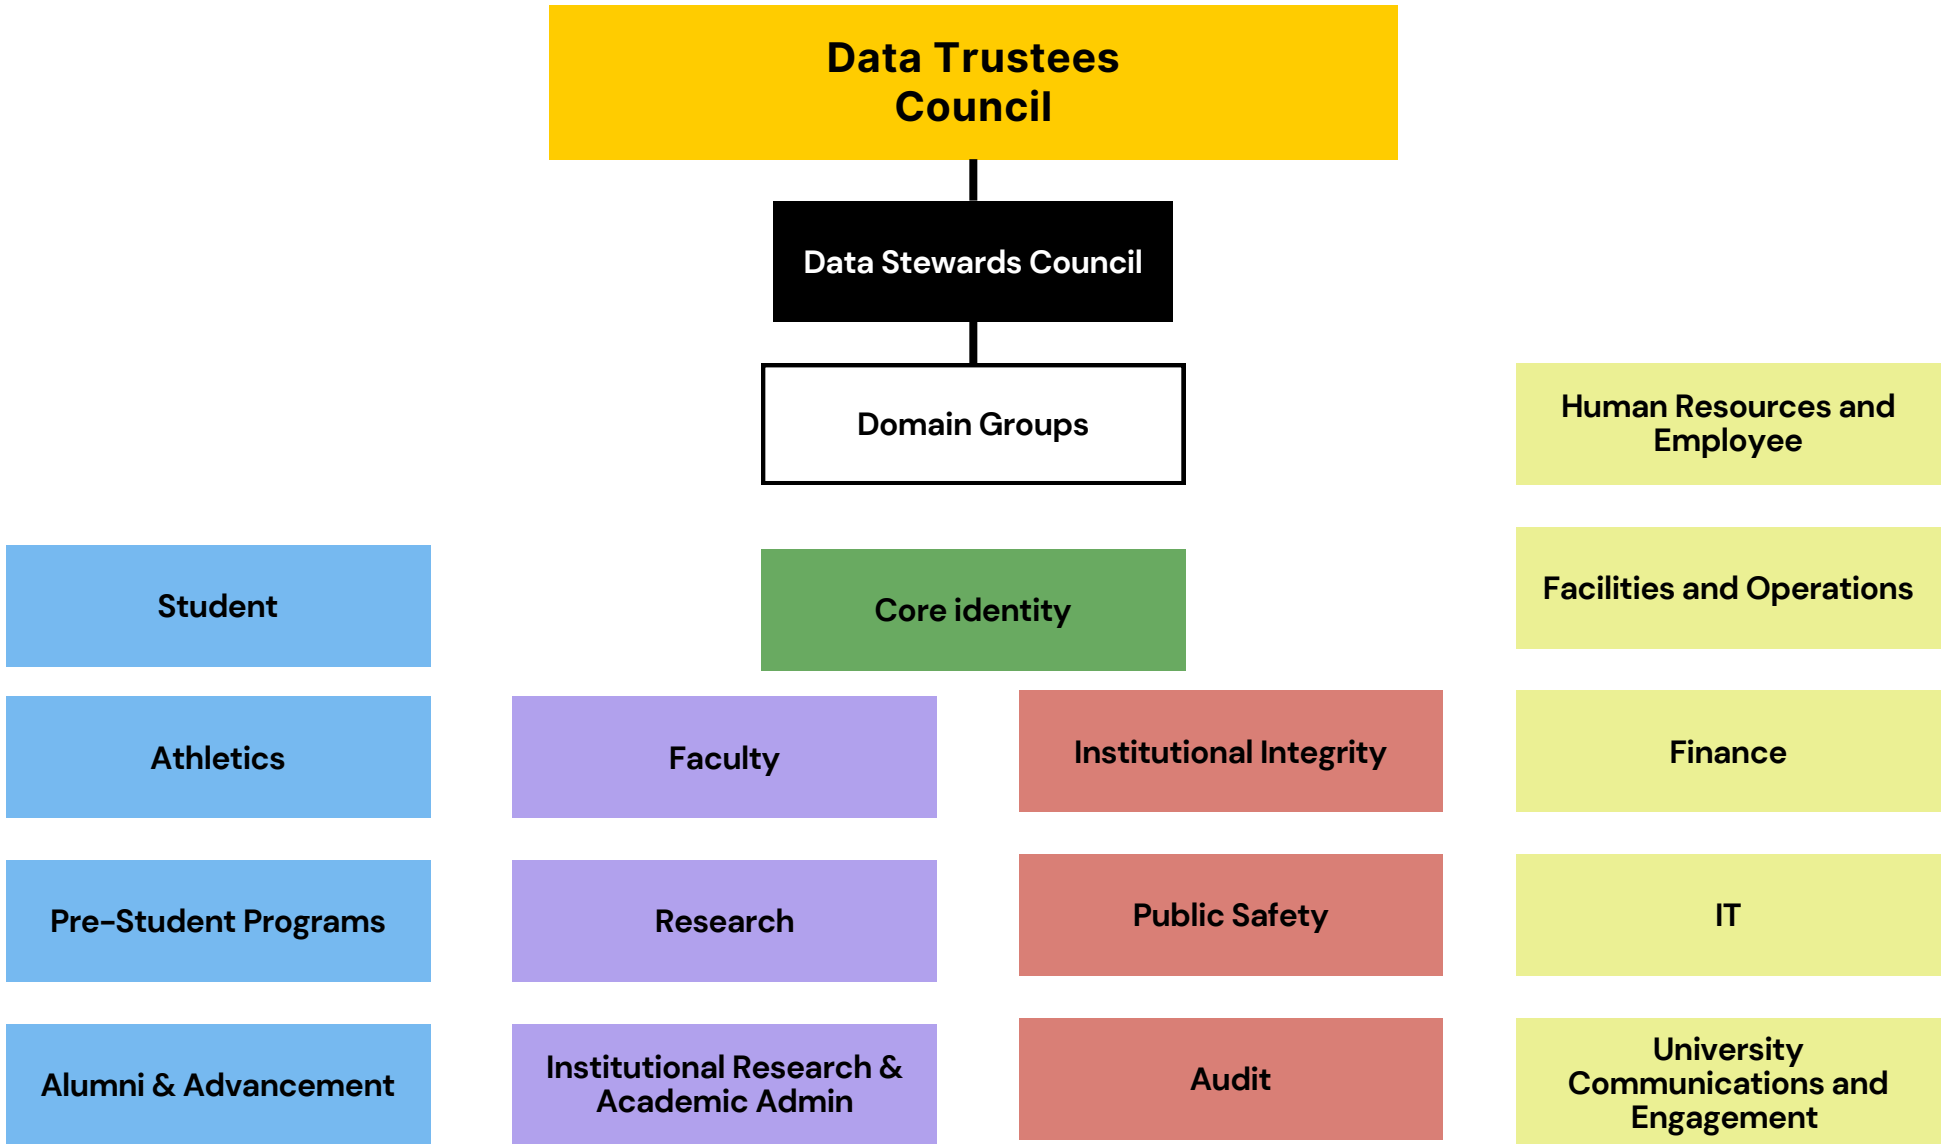 Data Trustees
Council
Data Stewards Council
Domain Groups
Human Resources and
Employee
Student
Core identity
Facilities and Operations
Athletics
Faculty
Institutional Integrity
Finance
Pre-Student Programs
Research
Public Safety
IT
Alumni & Advancement
Institutional Research &
Academic Admin
Audit
University
Communications and
Engagement